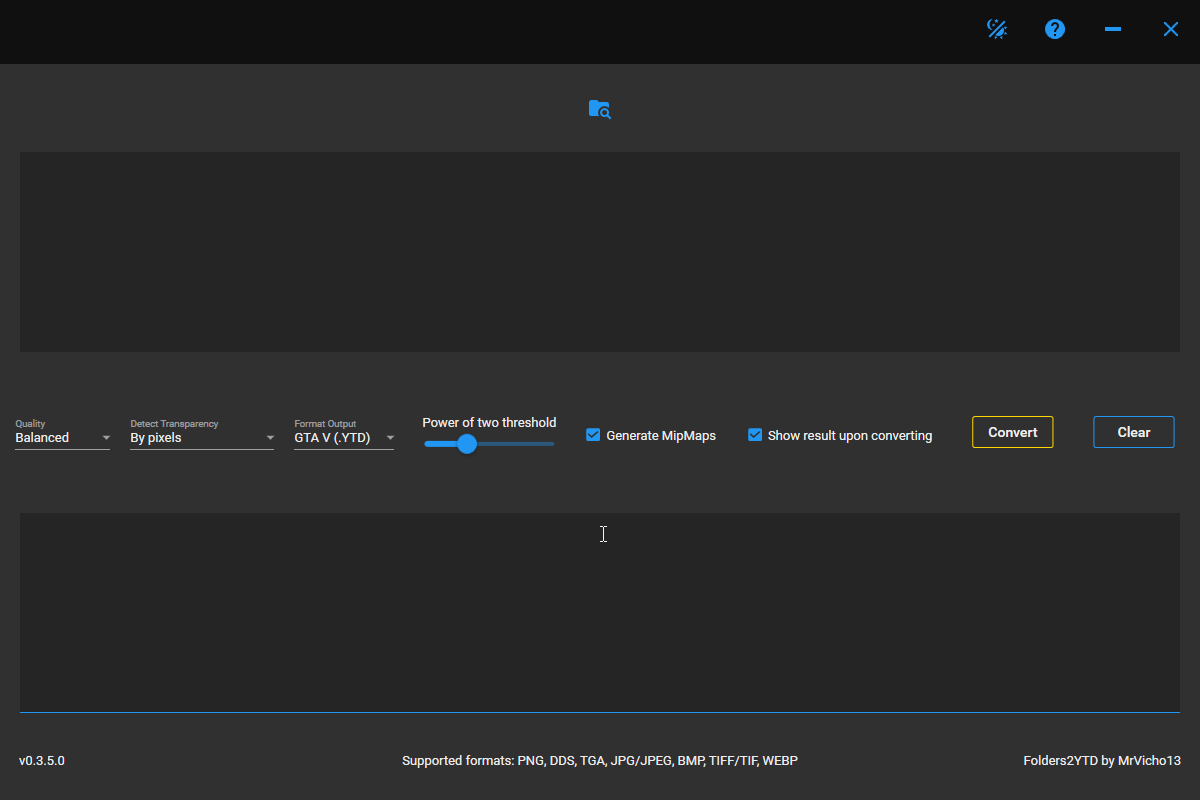 Quality
Balanced
Detect Transparency
By pixels
Format Output
GTA V (.YTD)
Power of two threshold
Generate MipMaps
Show result upon converting
Convert
Clear
v0.3.5.0
Supported formats: PNG, DDS, TGA, JPG/JPEG, BMP, TIFF/TIF, WEBP
Folders2YTD by MrVicho13